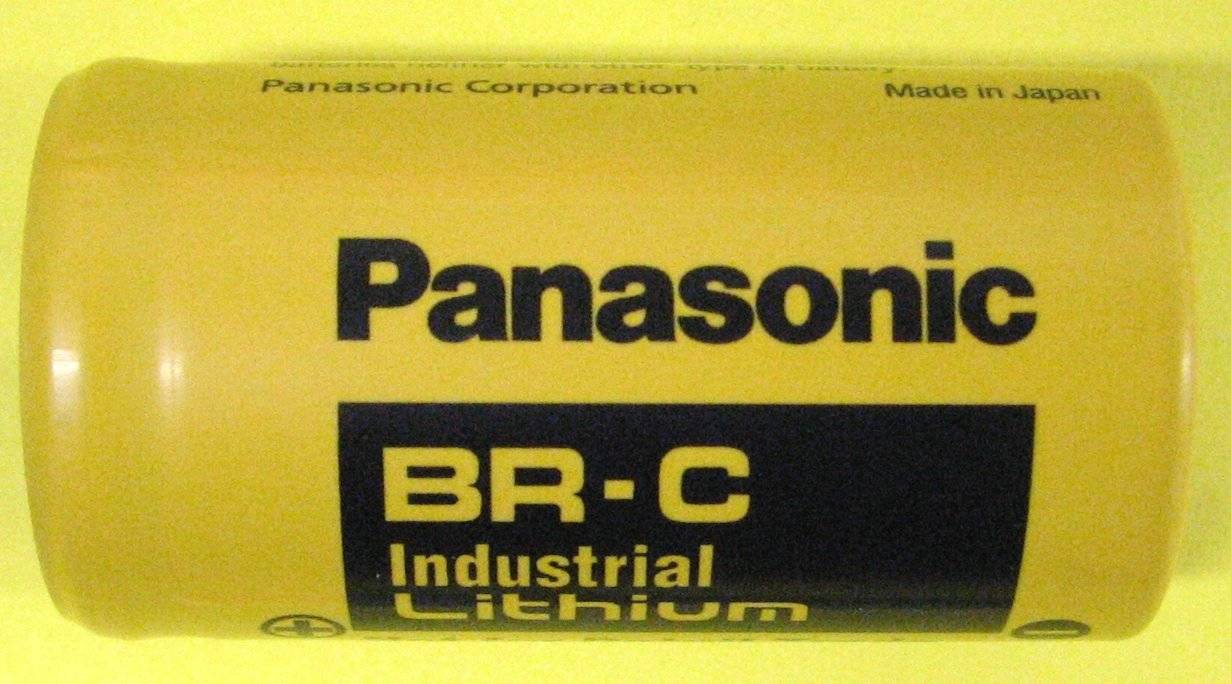 Panasonic Corporation Made in Japan
Panasonic
BR-C
Industrial
Lithium